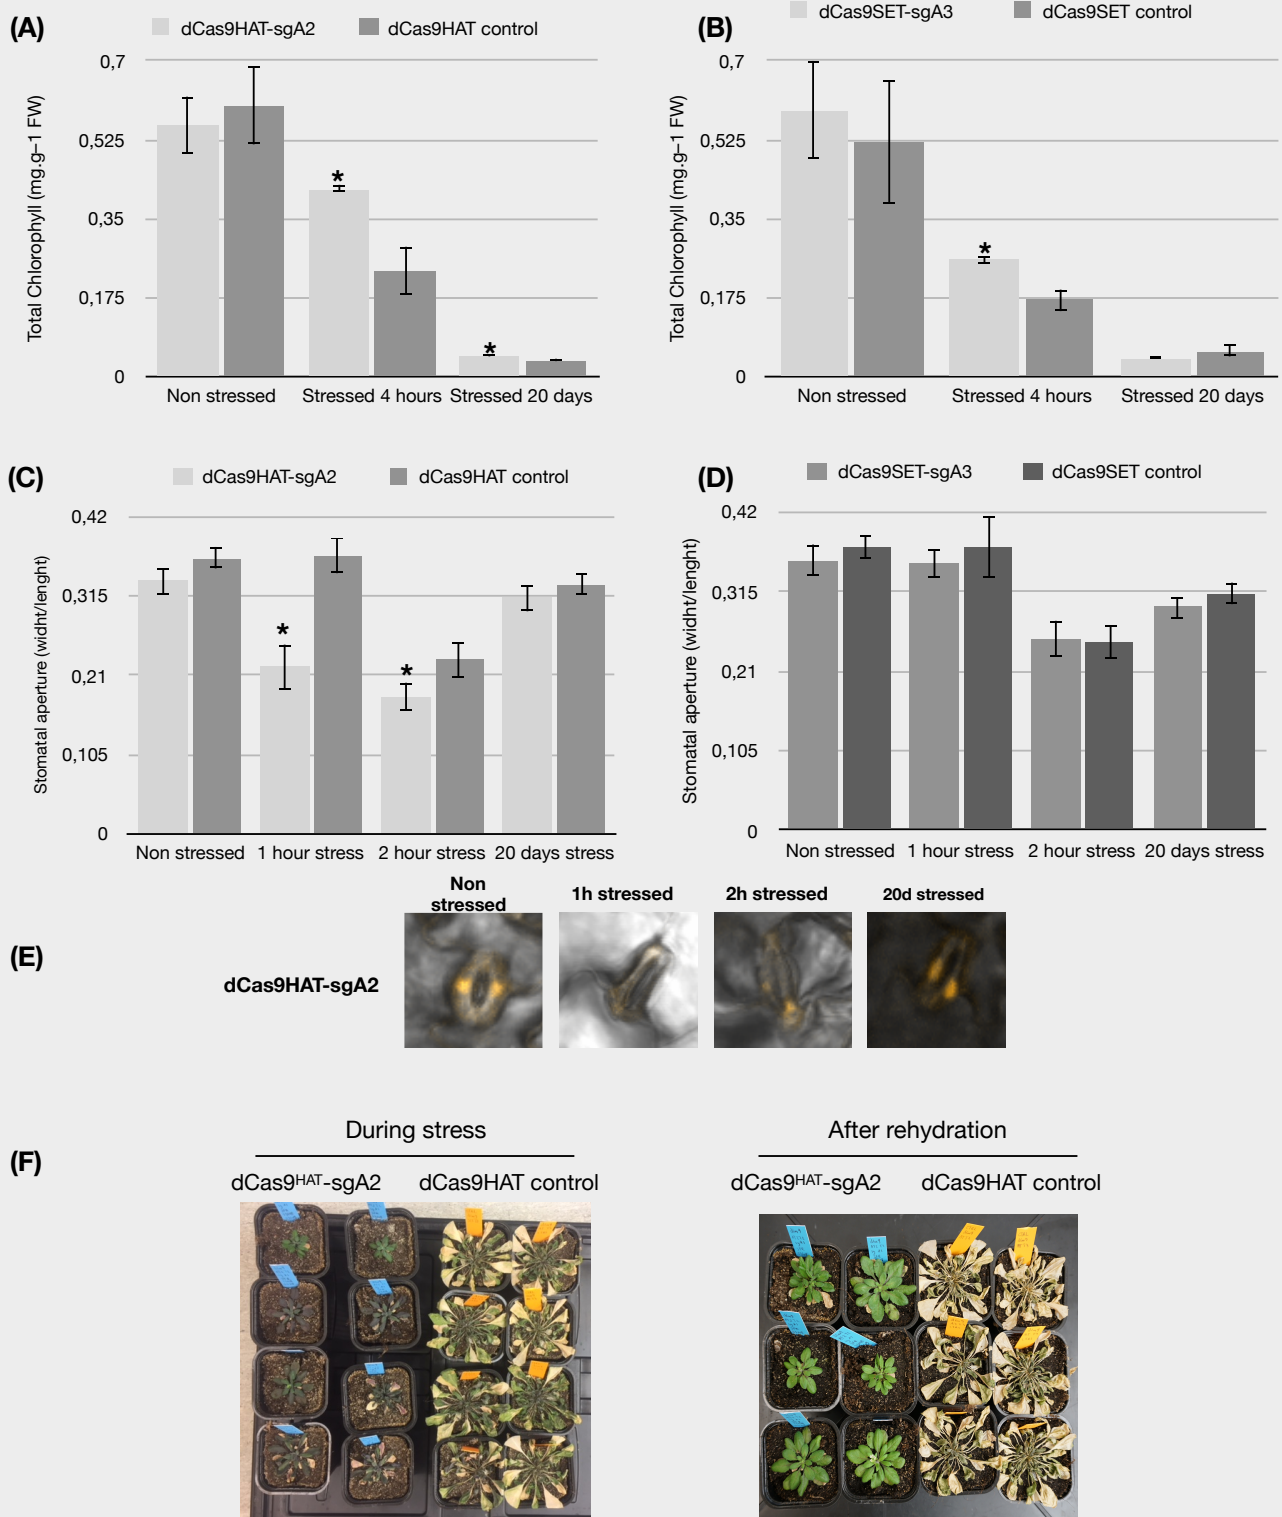 (A)
dCas9HAT-sgA2
dCas9HAT control
Total Chlorophyll (mg.g–1 FW)
0,7
0,525
0,35
0,175
0
*
*
Non stressed
Stressed 4 hours
Stressed 20 days
(B)
dCas9SET-sgA3
dCas9SET control
Total Chlorophyll (mg.g–1 FW)
0,7
0,525
0,35
0,175
0
*
Non stressed
Stressed 4 hours
Stressed 20 days
(C)
dCas9HAT-sgA2
dCas9HAT control
Stomatal aperture (widht/lenght)
0,42
0,315
0,21
0,105
0
*
*
Non stressed
1 hour stress
2 hour stress
20 days stress
(D)
dCas9SET-sgA3
dCas9SET control
Stomatal aperture (widht/lenght)
0,42
0,315
0,21
0,105
0
Non stressed
1 hour stress
2 hour stress
20 days stress
(E)
Non
stressed
1h stressed
2h stressed
20d stressed
dCas9HAT-sgA2
(F)
During stress
dCas9HAT-sgA2
dCas9HAT control
After rehydration
dCas9HAT-sgA2
dCas9HAT control